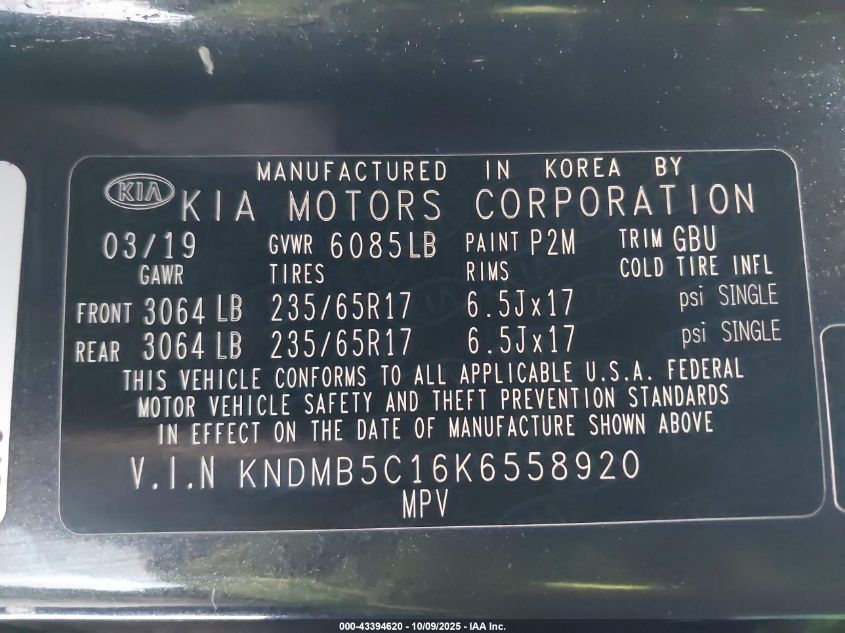 MANUFACTURED IN KOREA BY
KIA KIA MOTORS CORPORATION
03/19 GVWR 6085LB PAINT P2M TRIM GBU
GAWR TIRES RIMS COLD TIRE INFL
FRONT 3064 LB 235/65R17 6.5Jx17 psi SINGLE
REAR 3064 LB 235/65R17 6.5Jx17 psi SINGLE
THIS VEHICLE CONFORMS TO ALL APPLICABLE U.S.A. FEDERAL
MOTOR VEHICLE SAFETY AND THEFT PREVENTION STANDARDS
IN EFFECT ON THE DATE OF MANUFACTURE SHOWN ABOVE
V.I.N KNDMB5C16K6558920
MPV
000-43394620 - 10/09/2025 - IAA Inc.